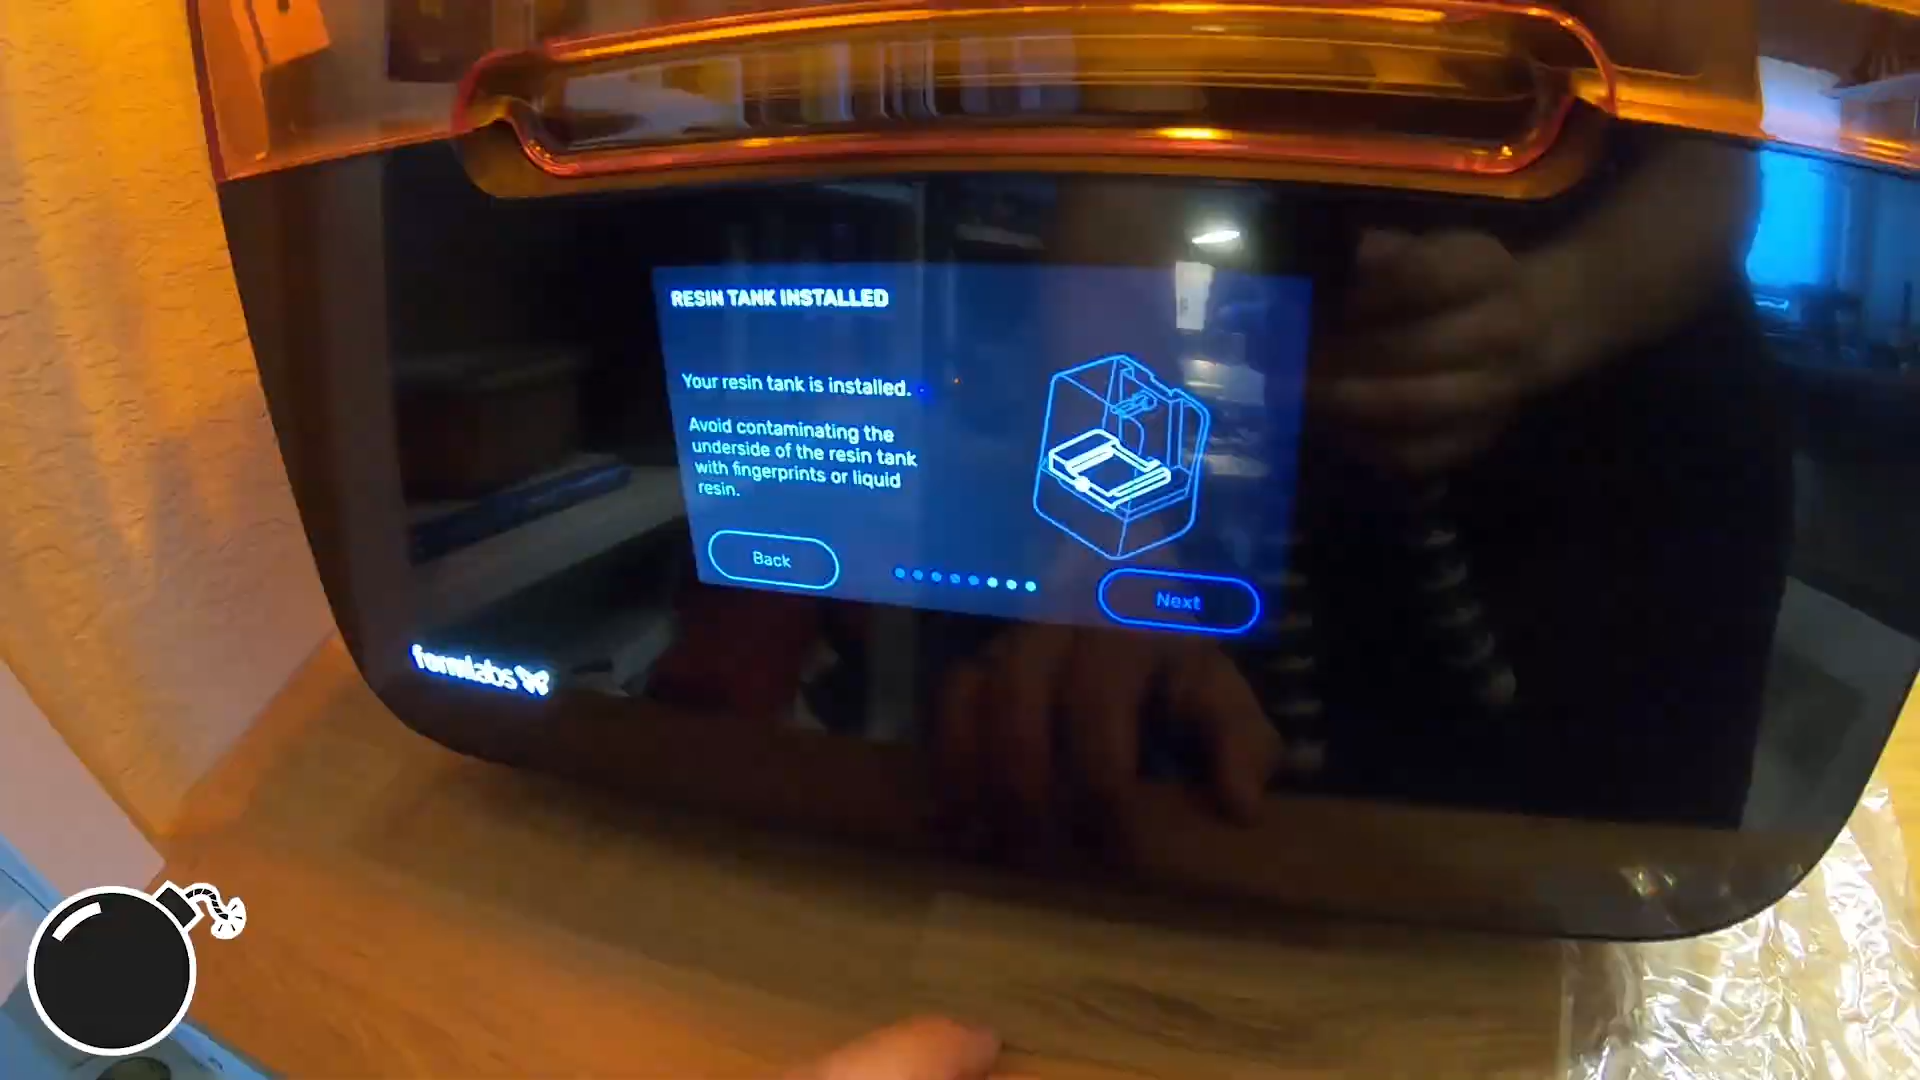 RESIN TANK INSTALLED
Your resin tank is installed.
Avoid contaminating the
underside of the resin tank
with fingerprints or liquid
resin.
Back
Next
formlabs